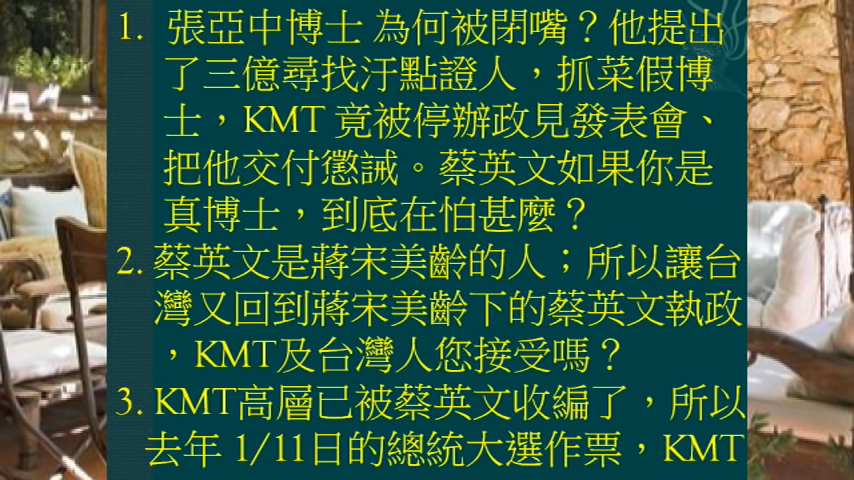 1. 張亞中博士 為何被閉嘴？他提出
了三億尋找汙點證人，抓菜假博
士，KMT 竟被停辦政見發表會、
把他交付懲誡。蔡英文如果你是
真博士，到底在怕甚麼？
2. 蔡英文是蔣宋美齡的人；所以讓台
灣又回到蔣宋美齡下的蔡英文執政
，KMT及台灣人您接受嗎？
3. KMT高層已被蔡英文收編了，所以
去年 1/11日的總統大選作票，KMT